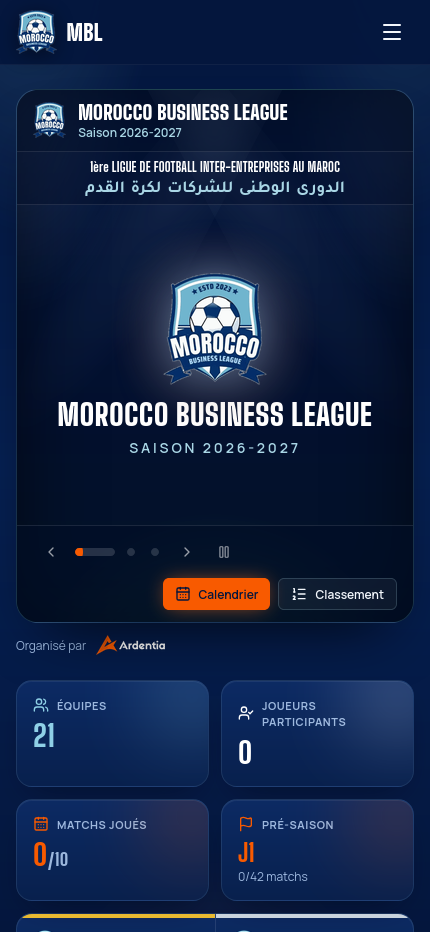 MOROCCO
MBL
MOROCCO
MOROCCO BUSINESS LEAGUE
Saison 2026-2027
1ère LIGUE DE FOOTBALL INTER-ENTREPRISES AU MAROC
الدوري الوطني للشركات لكرة القدم
★ ESTD 2023 ★
MOROCCO
BUSINESS LEAGUE
MOROCCO BUSINESS LEAGUE
SAISON 2026-2027
Calendrier
Classement
Organisé par Ardentia
ÉQUIPES
21
JOUEURS
PARTICIPANTS
0
MATCHS JOUÉS
0/10
PRÉ-SAISON
J1
0/42 matchs